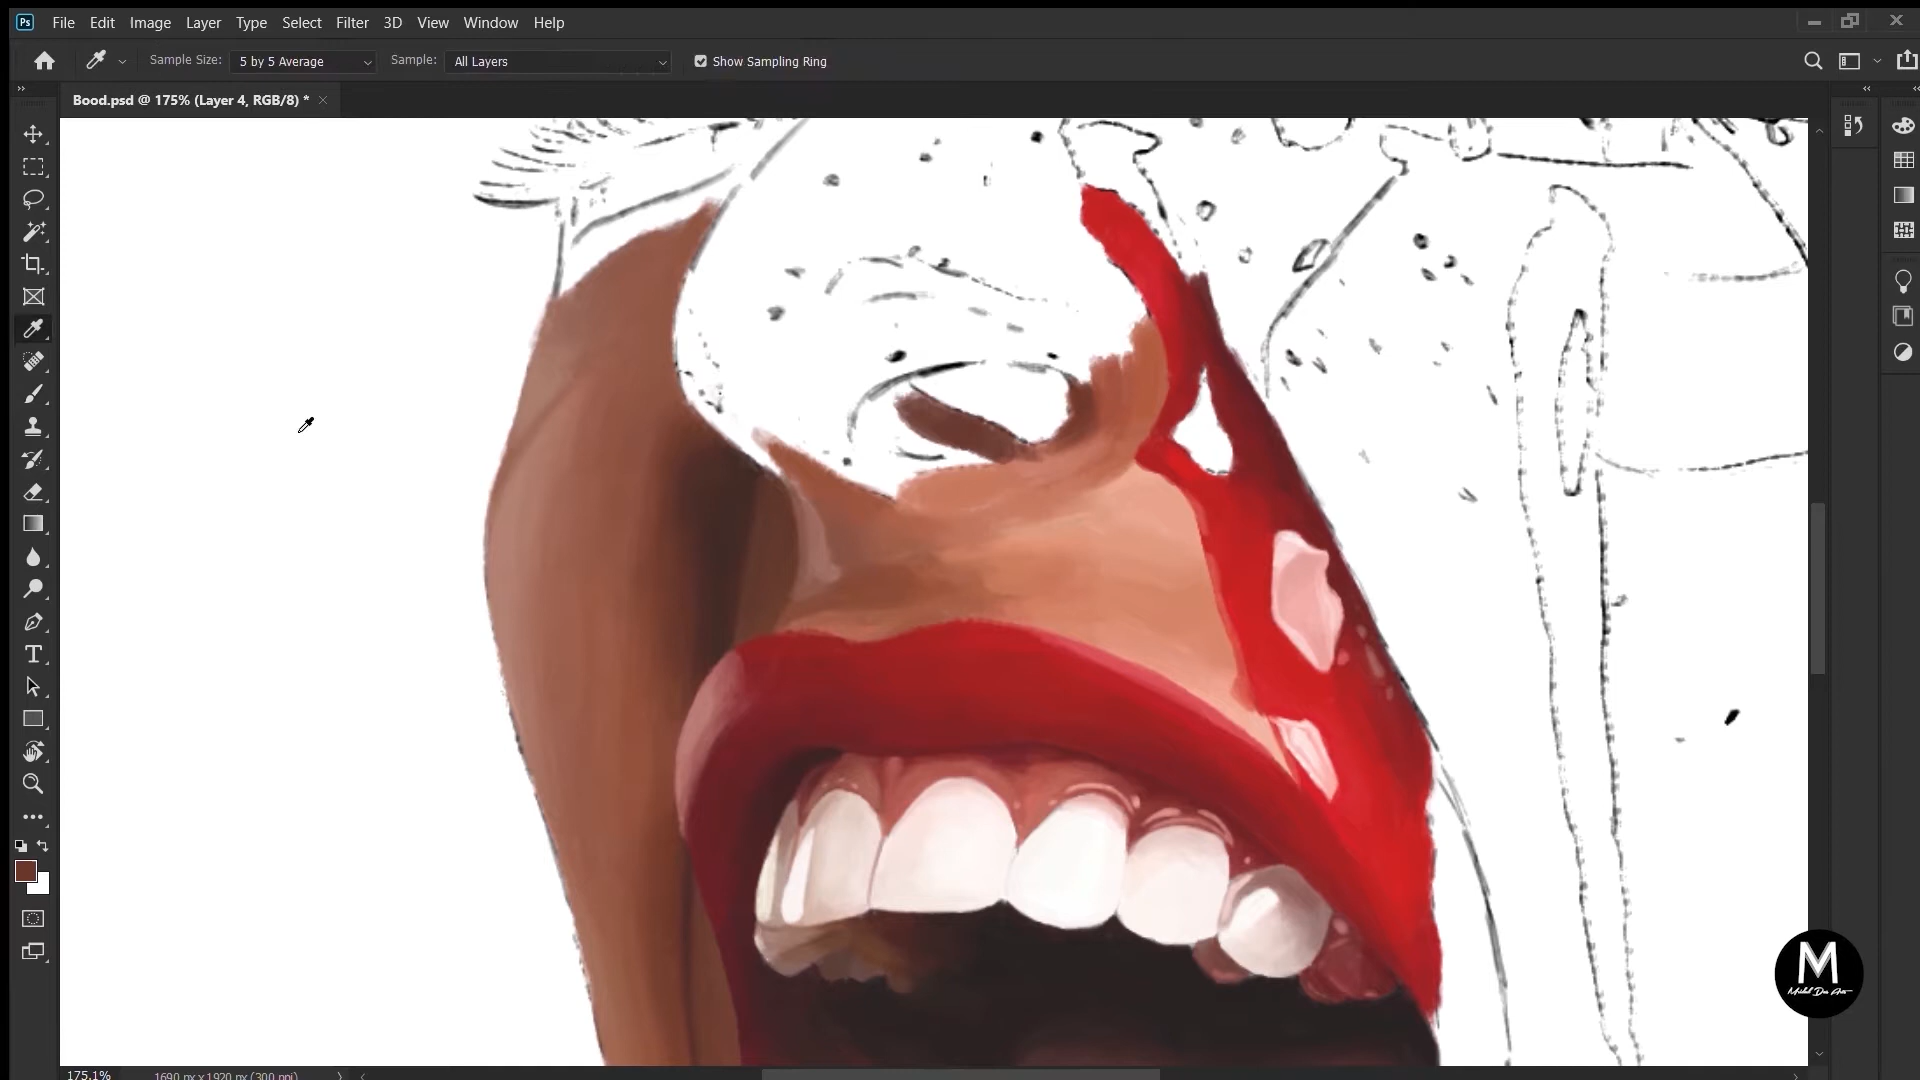 Ps File Edit Image Layer Type Select Filter 3D View Window Help
Sample Size: 5 by 5 Average Sample: All Layers Show Sampling Ring
Bood.psd @ 175% (Layer 4, RGB/8) *
M
175.1% 1690 px x 1920 px (300 ppi)